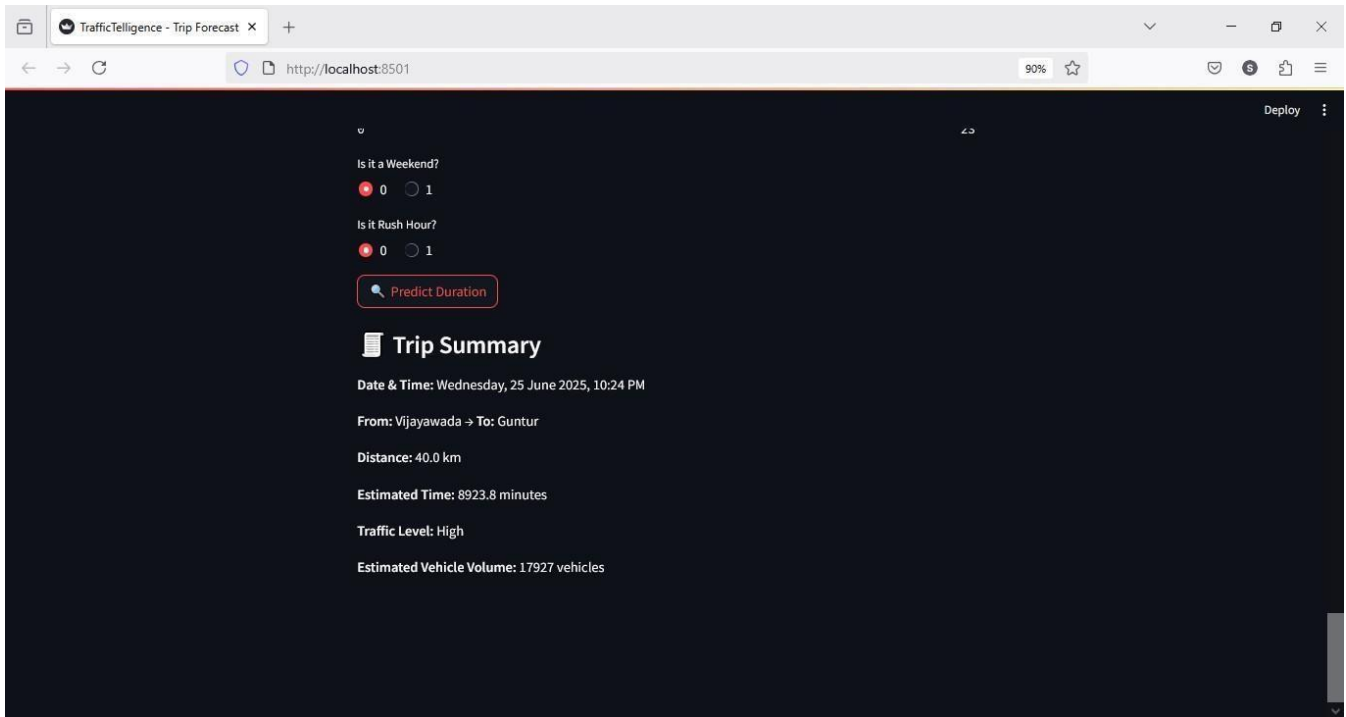 TrafficTelligence - Trip Forecast
http://localhost:8501
90%
S
Deploy
0 23
Is it a Weekend?
0 1
Is it Rush Hour?
0 1
Predict Duration
Trip Summary
Date & Time: Wednesday, 25 June 2025, 10:24 PM
From: Vijayawada → To: Guntur
Distance: 40.0 km
Estimated Time: 8923.8 minutes
Traffic Level: High
Estimated Vehicle Volume: 17927 vehicles